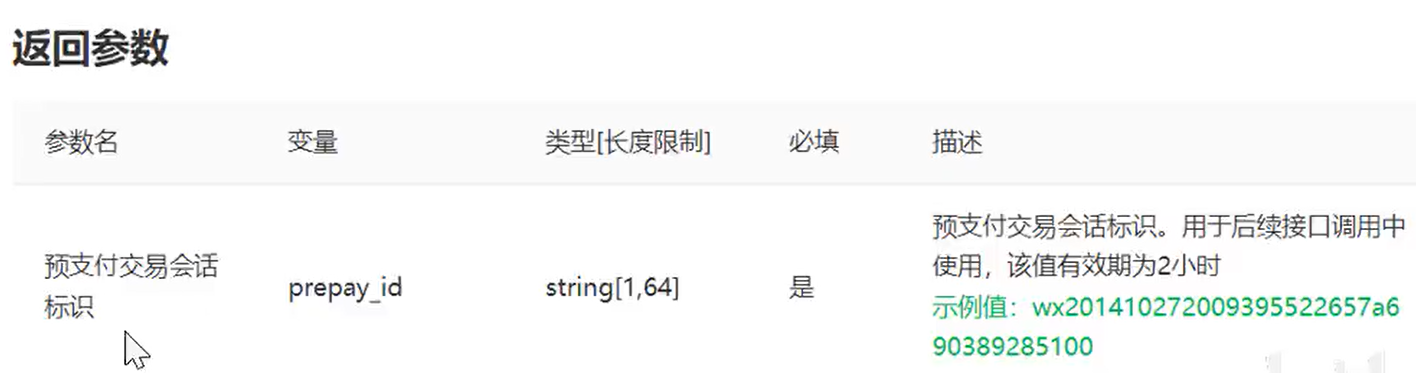 返回参数
参数名 变量 类型[长度限制] 必填 描述
预支付交易会话标识。用于后续接口调用中
预支付交易会话
使用，该值有效期为2小时
prepay_id string[1,64] 是
标识
示例值：wx201410272009395522657a6
90389285100